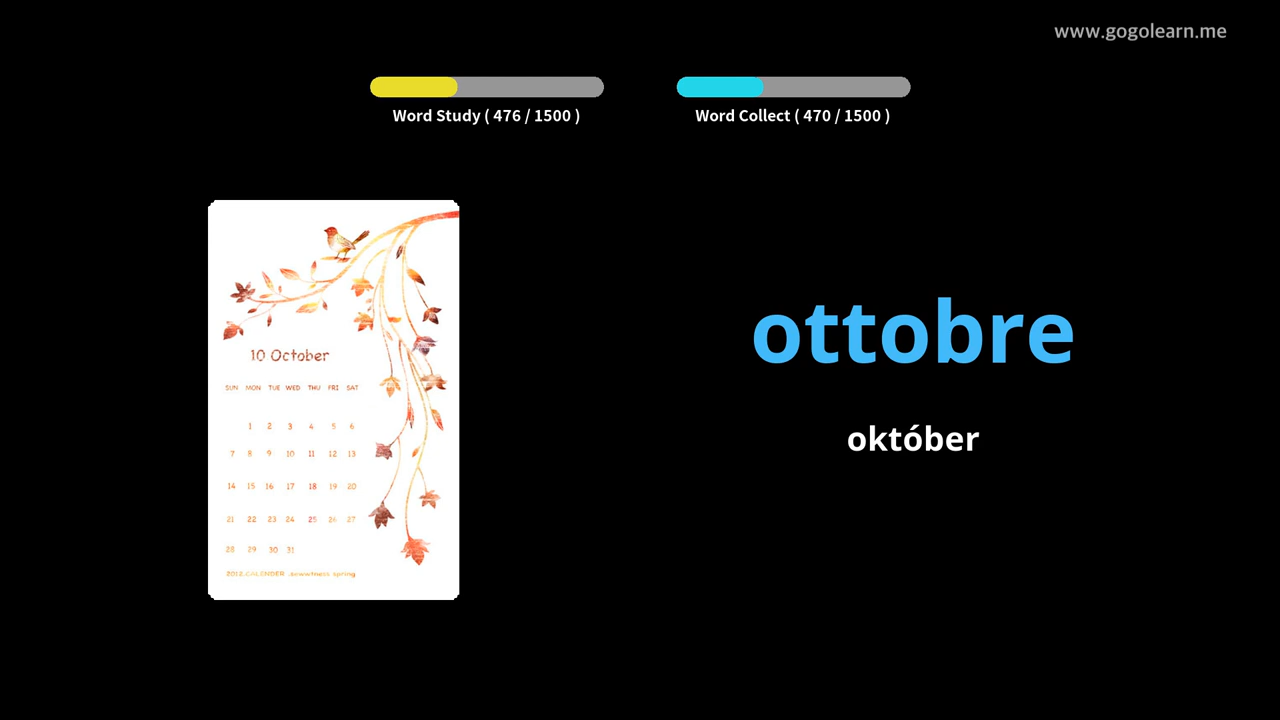 www.gogolearn.me
Word Study ( 476 / 1500 )
Word Collect ( 470 / 1500 )
10 October
SUN MON TUE WED THU FRI SAT
1 2 3 4 5 6
7 8 9 10 11 12 13
14 15 16 17 18 19 20
21 22 23 24 25 26 27
28 29 30 31
2012.CALENDER spring
ottobre
október